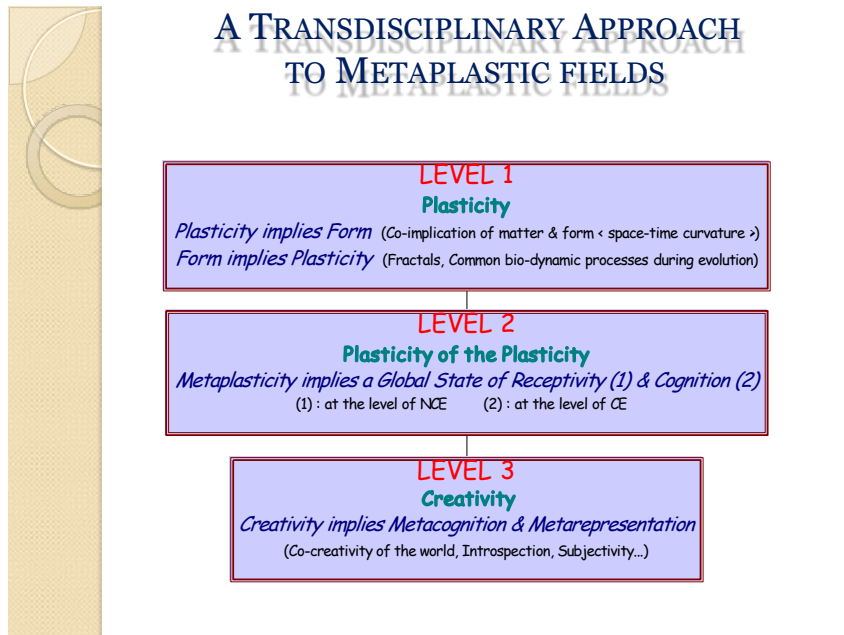 A TRANSDISCIPLINARY APPROACH
TO METAPLASTIC FIELDS
LEVEL 1
Plasticity
Plasticity implies Form (Co-implication of matter & form < space-time curvature >)
Form implies Plasticity (Fractals, Common bio-dynamic processes during evolution)
LEVEL 2
Plasticity of the Plasticity
Metaplasticity implies a Global State of Receptivity (1) & Cognition (2)
(1) : at the level of NCE (2) : at the level of CE
LEVEL 3
Creativity
Creativity implies Metacognition & Metarepresentation
(Co-creativity of the world, Introspection, Subjectivity...)